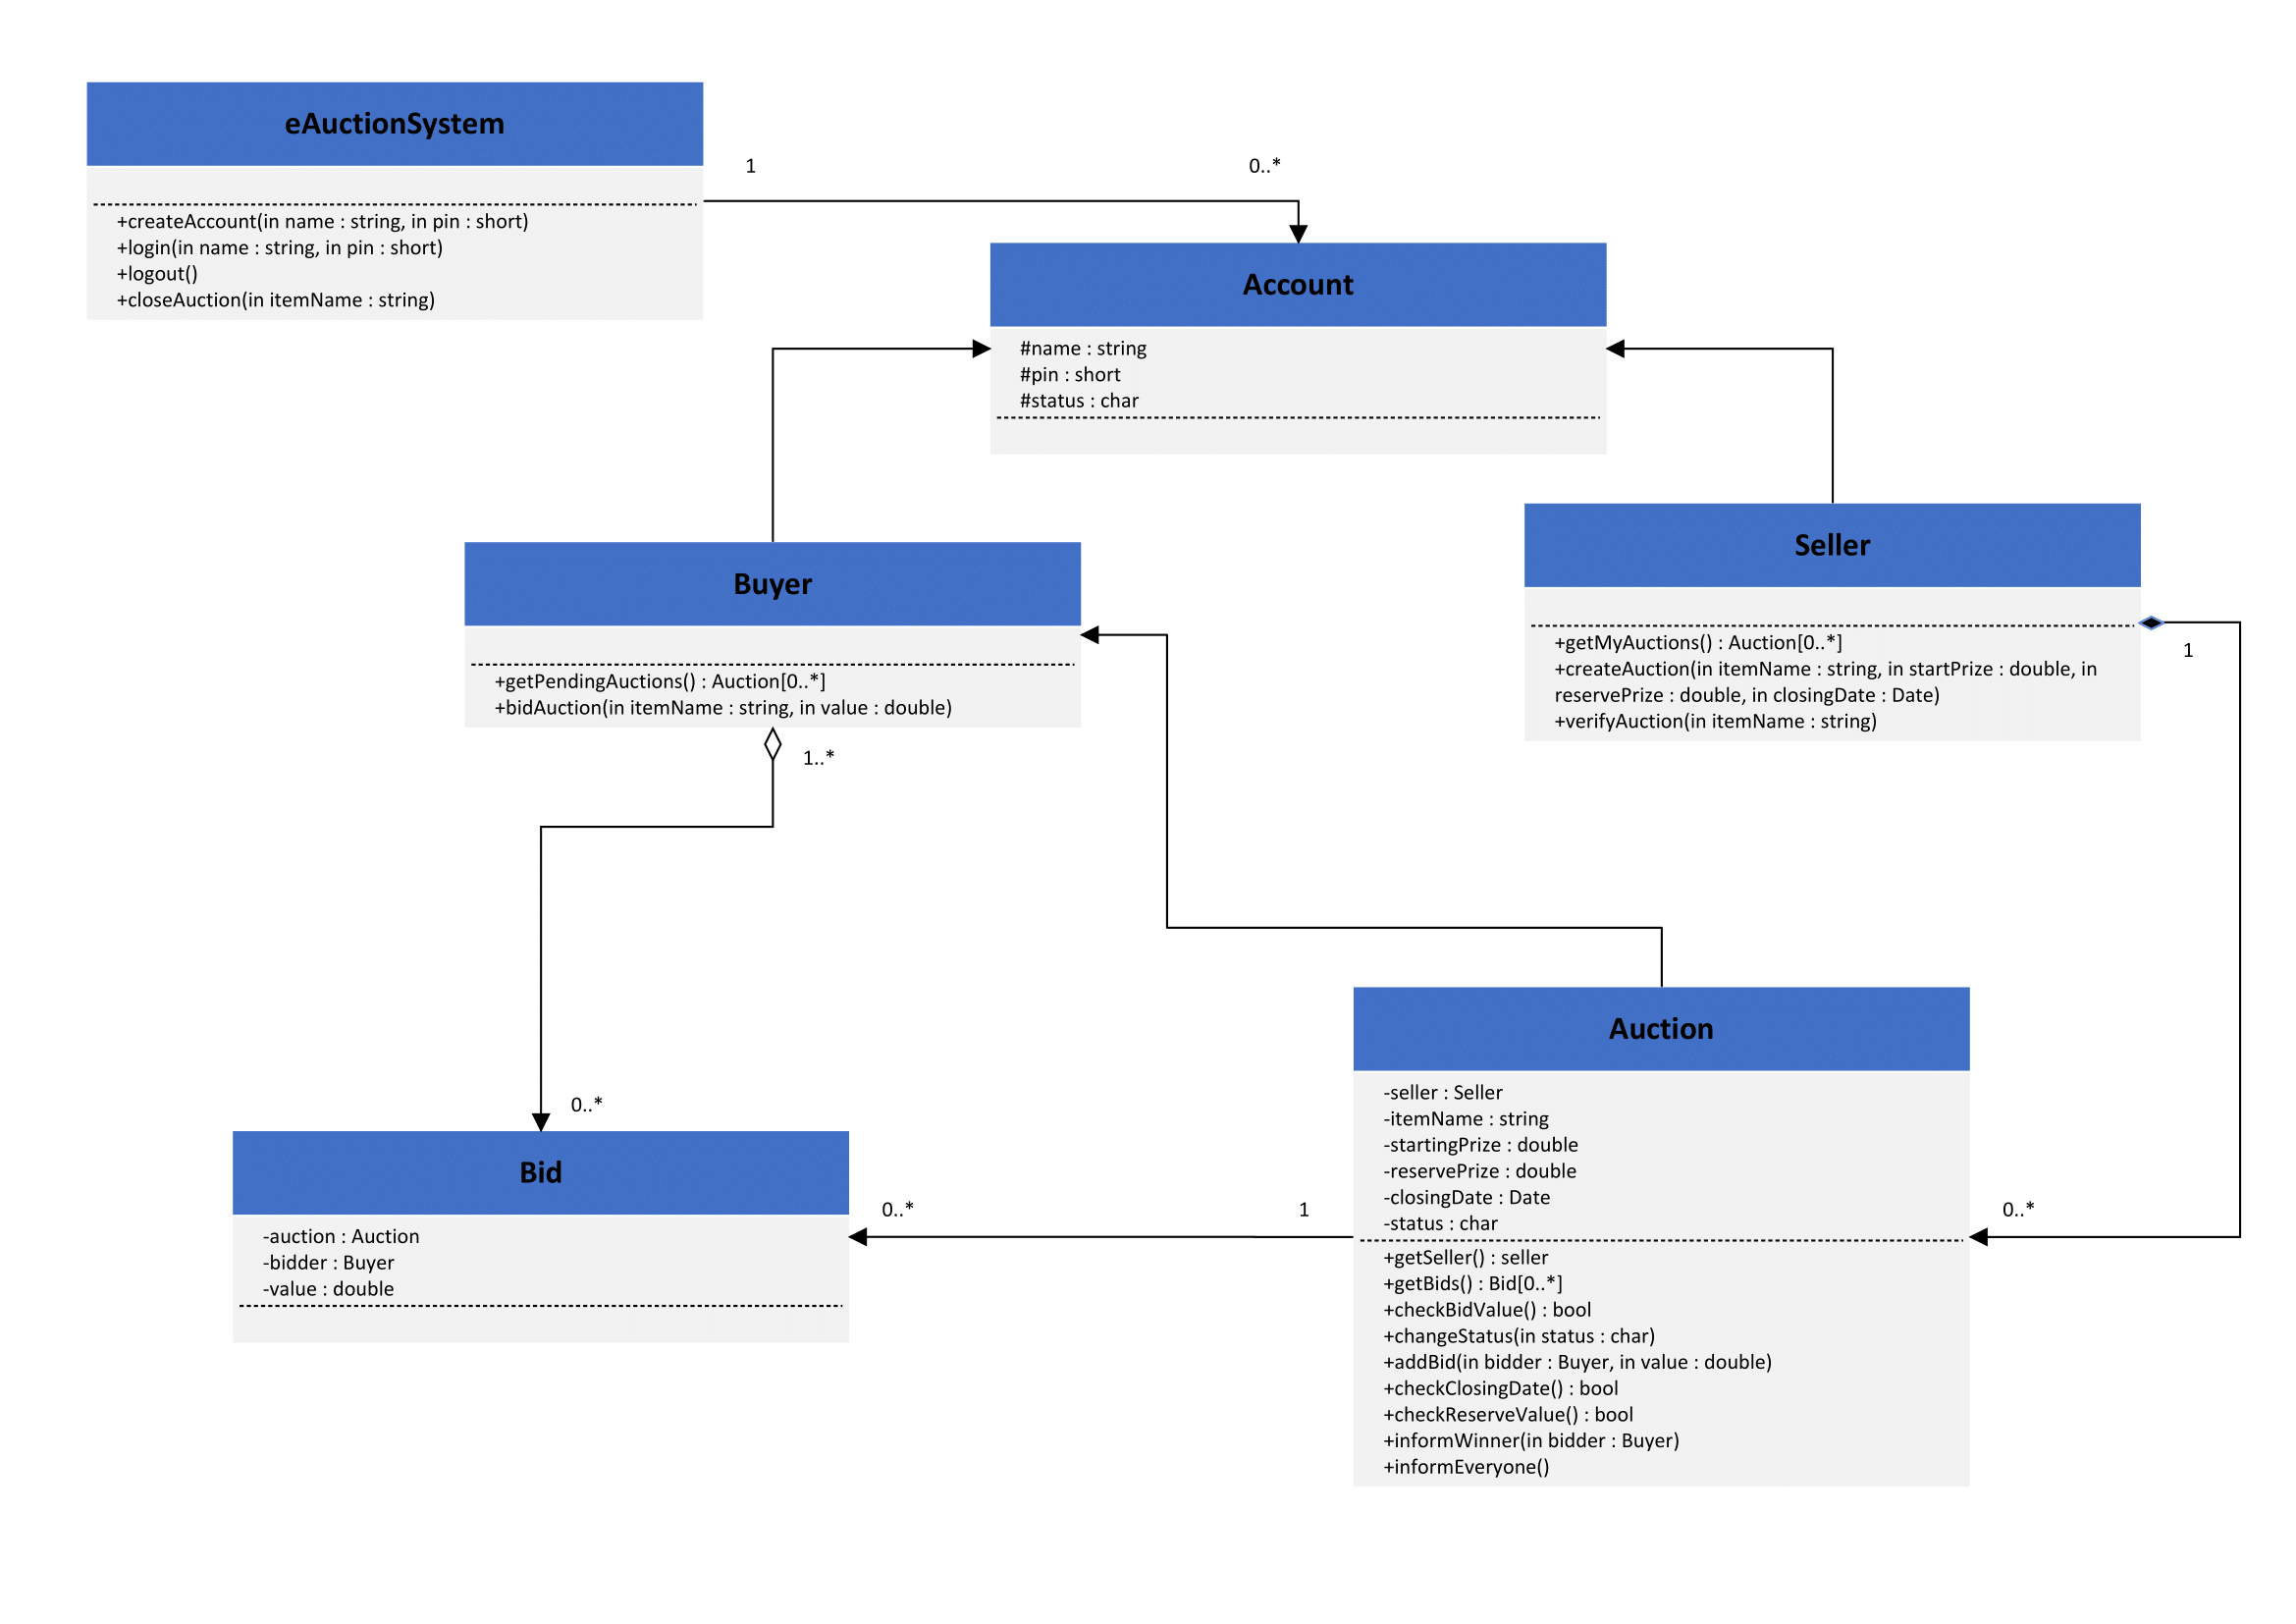 eAuctionSystem
+createAccount(in name : string, in pin : short)
+login(in name : string, in pin : short)
+logout()
+closeAuction(in itemName : string)
1
0..*
Account
#name : string
#pin : short
#status : char
Buyer
+getPendingAuctions() : Auction[0..*]
+bidAuction(in itemName : string, in value : double)
1..*
Seller
+getMyAuctions() : Auction[0..*]
+createAuction(in itemName : string, in startPrize : double, in
reservePrize : double, in closingDate : Date)
+verifyAuction(in itemName : string)
1
0..*
Bid
-auction : Auction
-bidder : Buyer
-value : double
0..*
1
Auction
-seller : Seller
-itemName : string
-startingPrize : double
-reservePrize : double
-closingDate : Date
-status : char
+getSeller() : seller
+getBids() : Bid[0..*]
+checkBidValue() : bool
+changeStatus(in status : char)
+addBid(in bidder : Buyer, in value : double)
+checkClosingDate() : bool
+checkReserveValue() : bool
+informWinner(in bidder : Buyer)
+informEveryone()
0..*